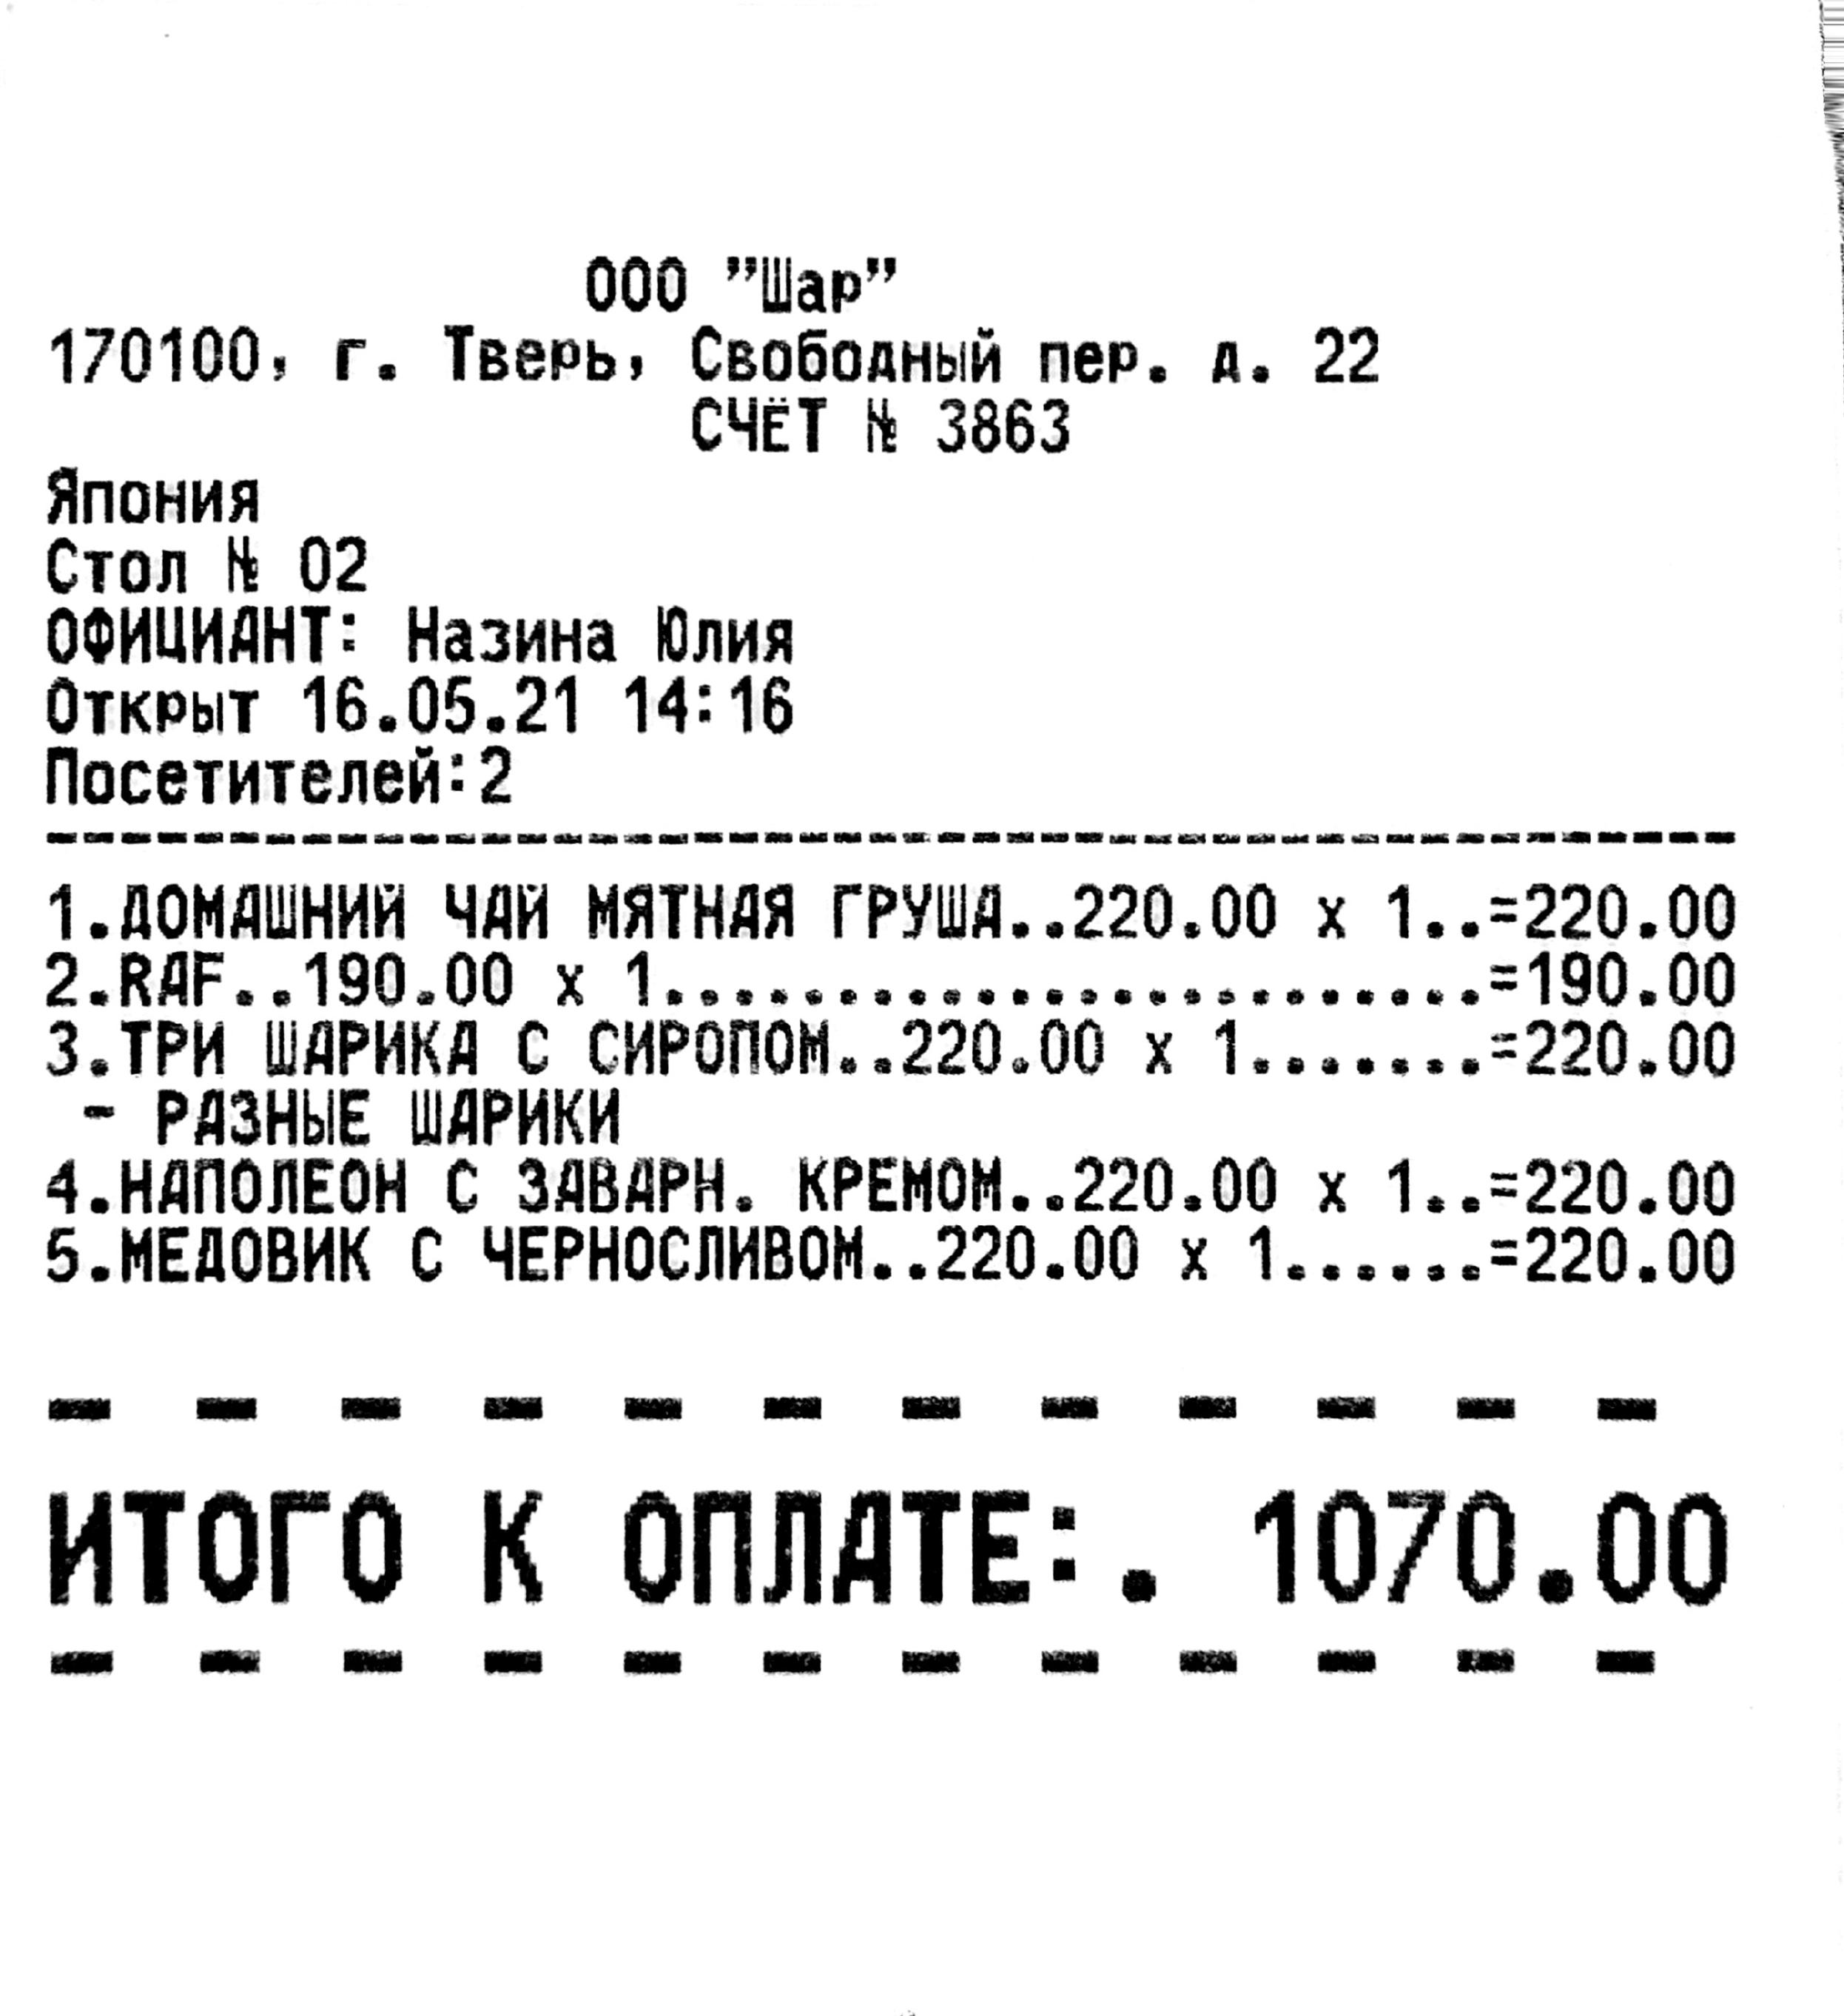 ООО "Шар"
170100, г. Тверь, Свободный пер. д. 22
СЧЁТ № 3863
Япония
Стол № 02
ОФИЦИАНТ: Назина Юлия
Открыт 16.05.21 14:16
Посетителей:2
------------------------------------------------
1.ДОМАШНИЙ ЧАЙ МЯТНАЯ ГРУША..220.00 x 1..=220.00
2.RAF..190.00 x 1.......................=190.00
3.ТРИ ШАРИКА С СИРОПОМ..220.00 x 1.......=220.00
- РАЗНЫЕ ШАРИКИ
4.НАПОЛЕОН С ЗАВАРН. КРЕМОМ..220.00 x 1..=220.00
5.МЕДОВИК С ЧЕРНОСЛИВОМ..220.00 x 1......=220.00
- - - - - - - - - - - -
ИТОГО К ОПЛАТЕ:. 1070.00
- - - - - - - - - - - -